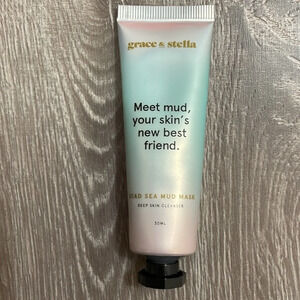 grace & stella
Meet mud,
your skin's
new best
friend.
DEAD SEA MUD MASK
DEEP SKIN CLEANSER
50ML